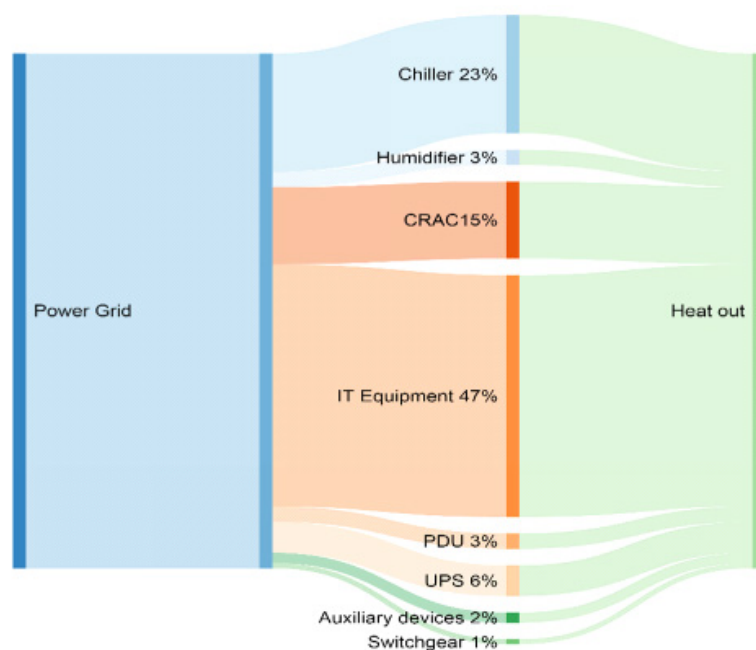 Chiller 23%
Humidifier 3%
CRAC15%
Power Grid
Heat out
IT Equipment 47%
PDU 3%
UPS 6%
Auxiliary devices 2%
Switchgear 1%